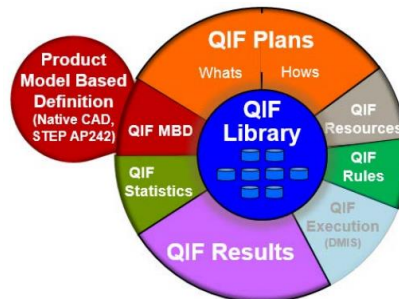 Product
Model Based
Definition
(Native CAD,
STEP AP242)
QIF Plans
Whats
Hows
QIF MBD
QIF
Library
QIF
Resources
QIF
Statistics
QIF
Rules
QIF
Execution
(DMIS)
QIF Results